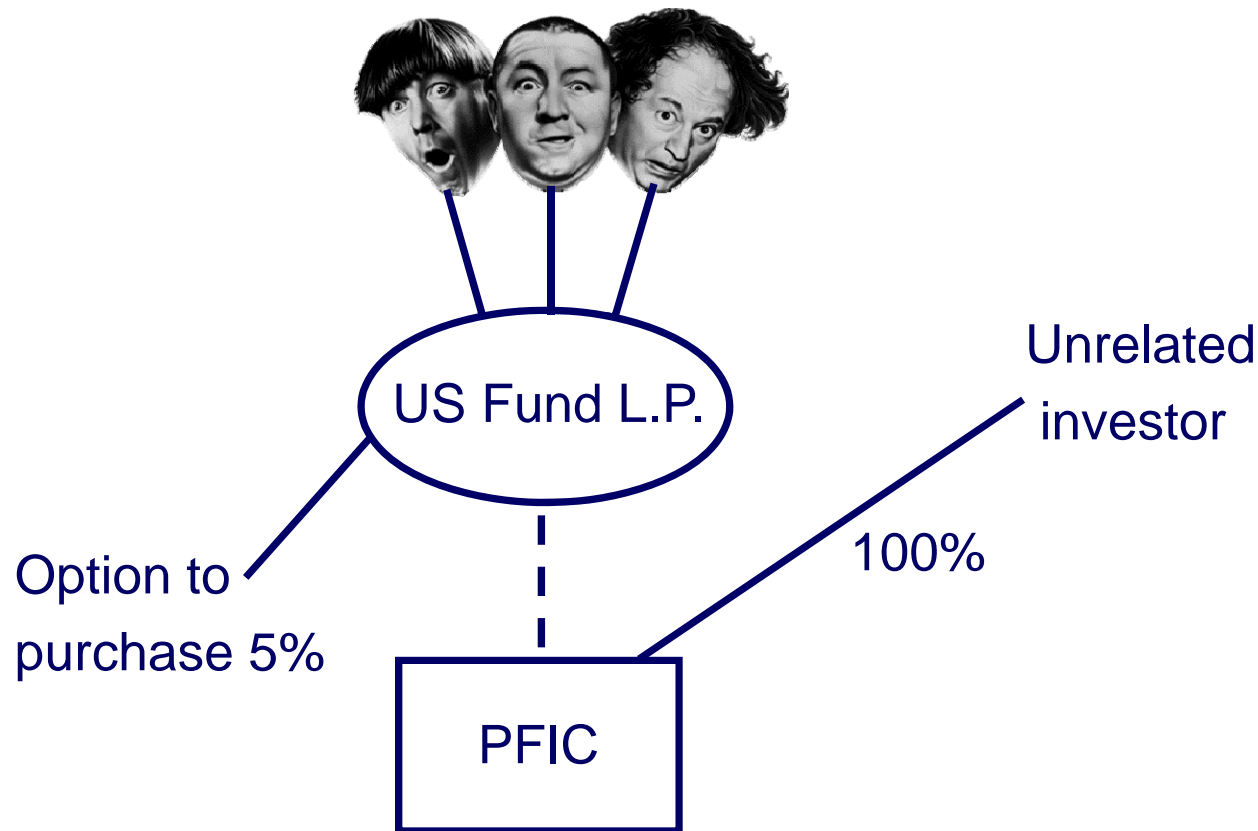 US Fund L.P.
Unrelated
investor
100%
Option to
purchase 5%
PFIC